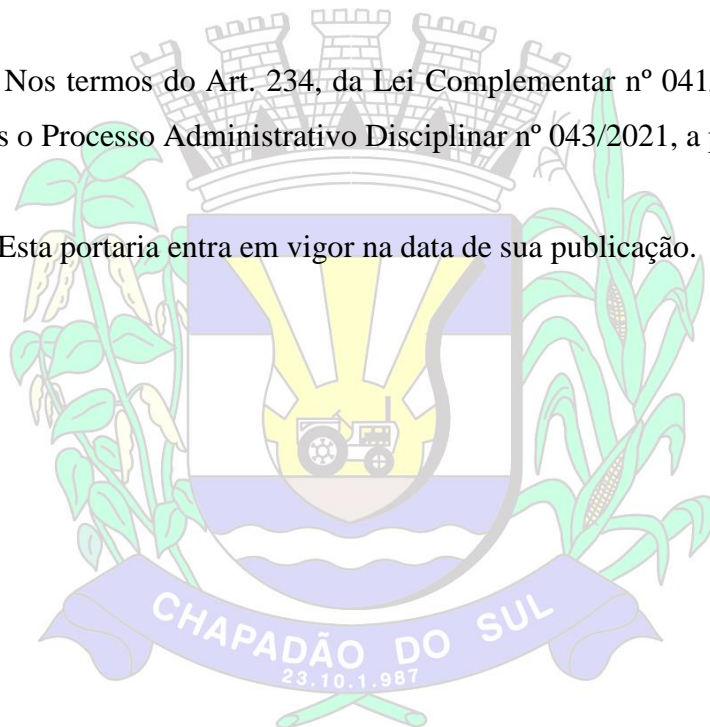 Nos termos do Art. 234, da Lei Complementar nº 041
s o Processo Administrativo Disciplinar nº 043/2021, a
Esta portaria entra em vigor na data de sua publicação.
CHAPADÃO DO SUL
23.10.1.987